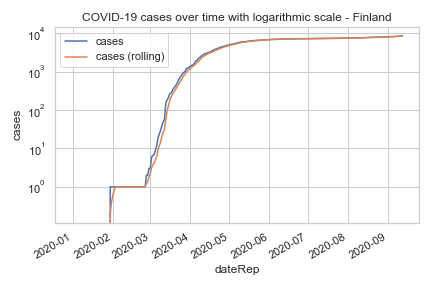 COVID-19 cases over time with logarithmic scale - Finland
cases
cases (rolling)
10⁴
10³
10²
10¹
10⁰
cases
2020-01
2020-02
2020-03
2020-04
2020-05
2020-06
2020-07
2020-08
2020-09
dateRep